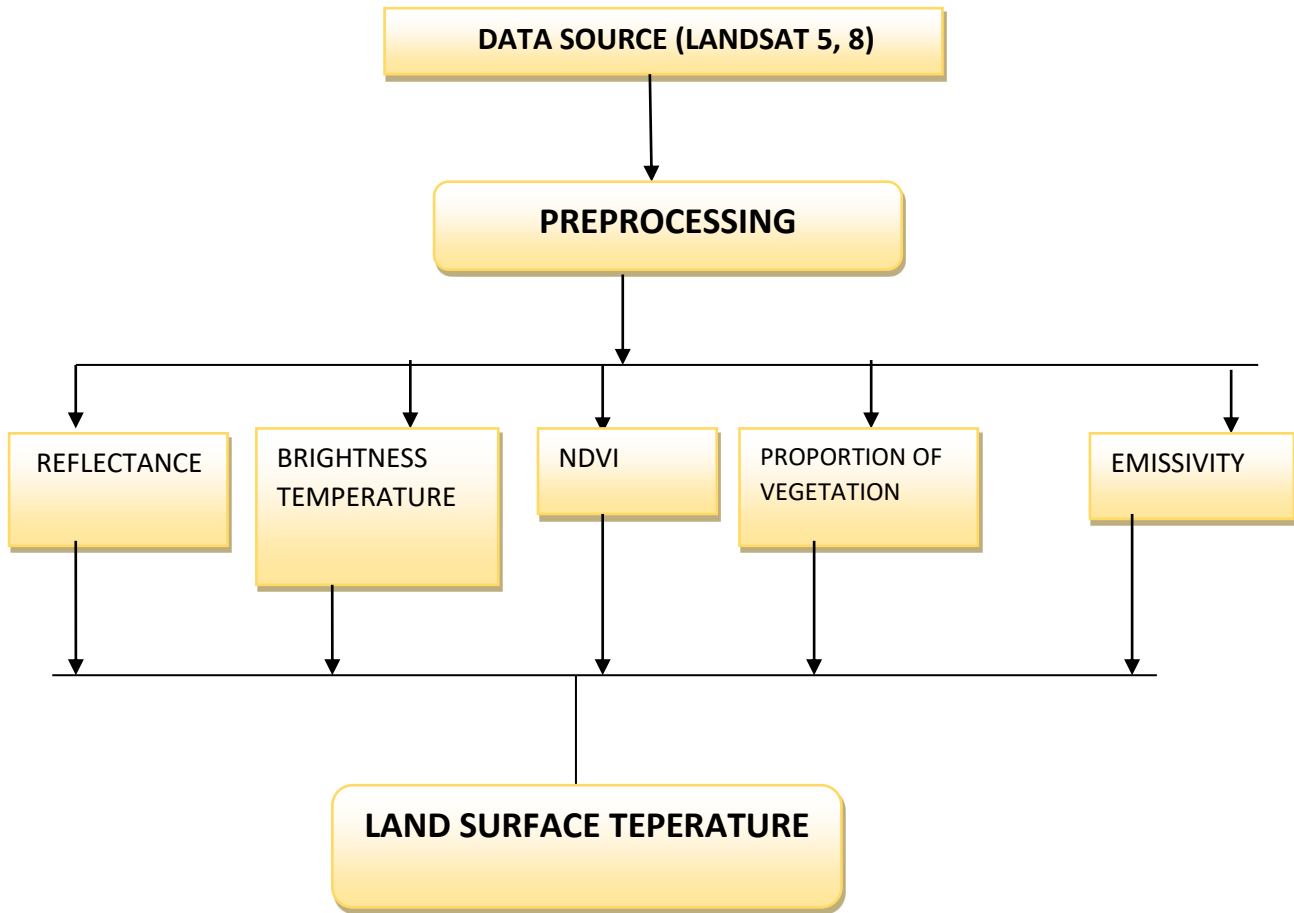 DATA SOURCE (LANDSAT 5, 8)
PREPROCESSING
REFLECTANCE
BRIGHTNESS
TEMPERATURE
NDVI
PROPORTION OF
VEGETATION
EMISSIVITY
LAND SURFACE TEPERATURE